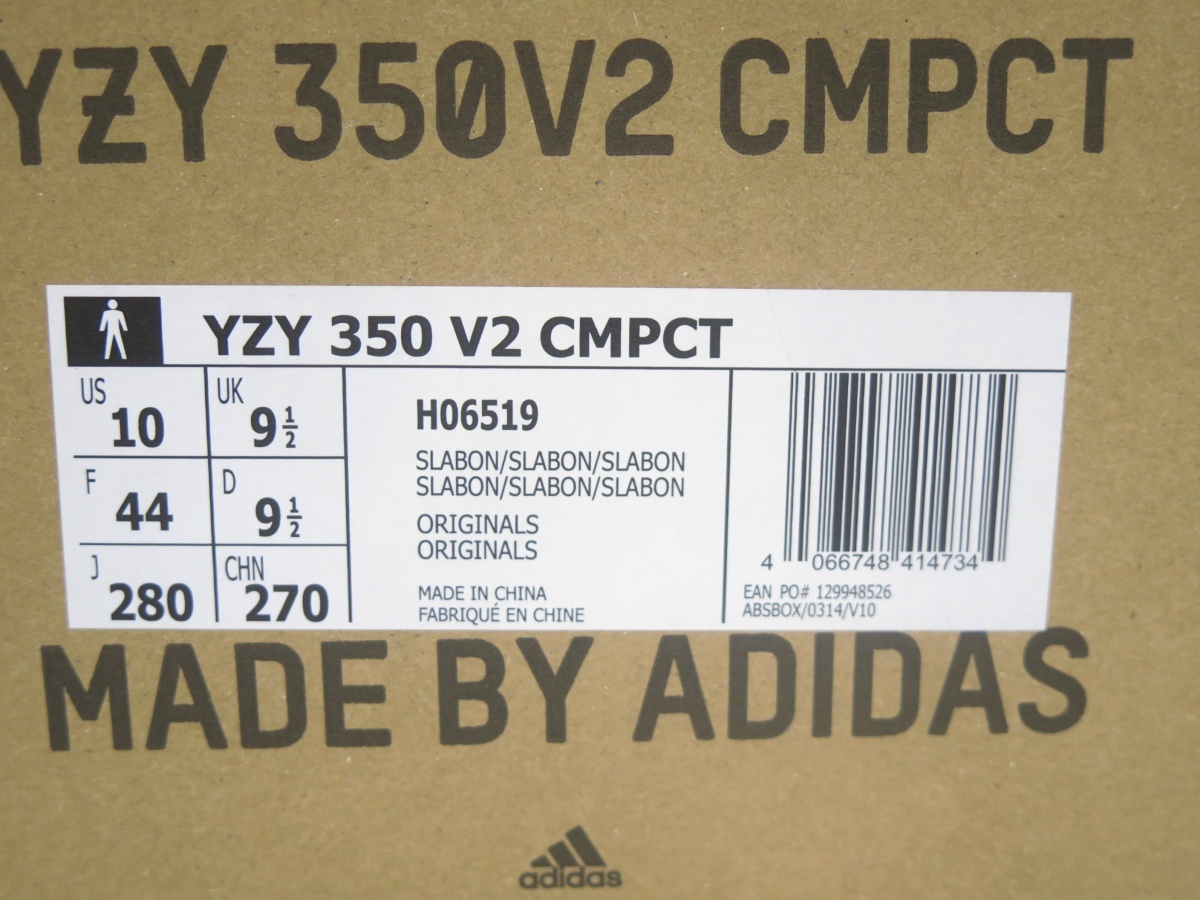 YZY 350V2 CMPCT
YZY 350 V2 CMPCT
US 10
UK 9 1/2
F 44
D 9 1/2
J 280
CHN 270
H06519
SLABON/SLABON/SLABON
SLABON/SLABON/SLABON
ORIGINALS
ORIGINALS
MADE IN CHINA
FABRIQUÉ EN CHINE
4 066748 414734
EAN PO# 129948526
ABSBOX/0314/V10
MADE BY ADIDAS
adidas